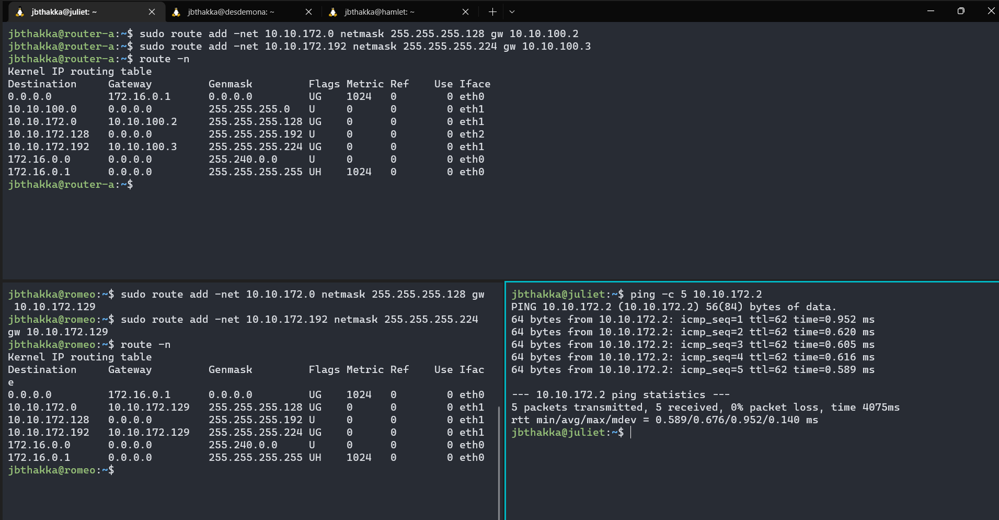 jbthakka@juliet: ~
jbthakka@desdemona: ~
jbthakka@hamlet: ~
jbthakka@router-a:~$ sudo route add -net 10.10.172.0 netmask 255.255.255.128 gw 10.10.100.2
jbthakka@router-a:~$ sudo route add -net 10.10.172.192 netmask 255.255.255.224 gw 10.10.100.3
jbthakka@router-a:~$ route -n
Kernel IP routing table
Destination     Gateway         Genmask         Flags Metric Ref    Use Iface
0.0.0.0         172.16.0.1      0.0.0.0         UG    1024   0        0 eth0
10.10.100.0     0.0.0.0         255.255.255.0   U     0      0        0 eth1
10.10.172.0     10.10.100.2     255.255.255.128 UG    0      0        0 eth1
10.10.172.128   0.0.0.0         255.255.255.192 U     0      0        0 eth2
10.10.172.192   10.10.100.3     255.255.255.224 UG    0      0        0 eth1
172.16.0.0      0.0.0.0         255.240.0.0     U     0      0        0 eth0
172.16.0.1      0.0.0.0         255.255.255.255 UH    1024   0        0 eth0
jbthakka@router-a:~$
jbthakka@romeo:~$ sudo route add -net 10.10.172.0 netmask 255.255.255.128 gw
 10.10.172.129
jbthakka@romeo:~$ sudo route add -net 10.10.172.192 netmask 255.255.255.224
gw 10.10.172.129
jbthakka@romeo:~$ route -n
Kernel IP routing table
Destination     Gateway         Genmask         Flags Metric Ref    Use Ifac
e
0.0.0.0         172.16.0.1      0.0.0.0         UG    1024   0        0 eth0
10.10.172.0     10.10.172.129   255.255.255.128 UG    0      0        0 eth1
10.10.172.128   0.0.0.0         255.255.255.192 U     0      0        0 eth1
10.10.172.192   10.10.172.129   255.255.255.224 UG    0      0        0 eth1
172.16.0.0      0.0.0.0         255.240.0.0     U     0      0        0 eth0
172.16.0.1      0.0.0.0         255.255.255.255 UH    1024   0        0 eth0
jbthakka@romeo:~$
jbthakka@juliet:~$ ping -c 5 10.10.172.2
PING 10.10.172.2 (10.10.172.2) 56(84) bytes of data.
64 bytes from 10.10.172.2: icmp_seq=1 ttl=62 time=0.952 ms
64 bytes from 10.10.172.2: icmp_seq=2 ttl=62 time=0.620 ms
64 bytes from 10.10.172.2: icmp_seq=3 ttl=62 time=0.605 ms
64 bytes from 10.10.172.2: icmp_seq=4 ttl=62 time=0.616 ms
64 bytes from 10.10.172.2: icmp_seq=5 ttl=62 time=0.589 ms
--- 10.10.172.2 ping statistics ---
5 packets transmitted, 5 received, 0% packet loss, time 4075ms
rtt min/avg/max/mdev = 0.589/0.676/0.952/0.140 ms
jbthakka@juliet:~$